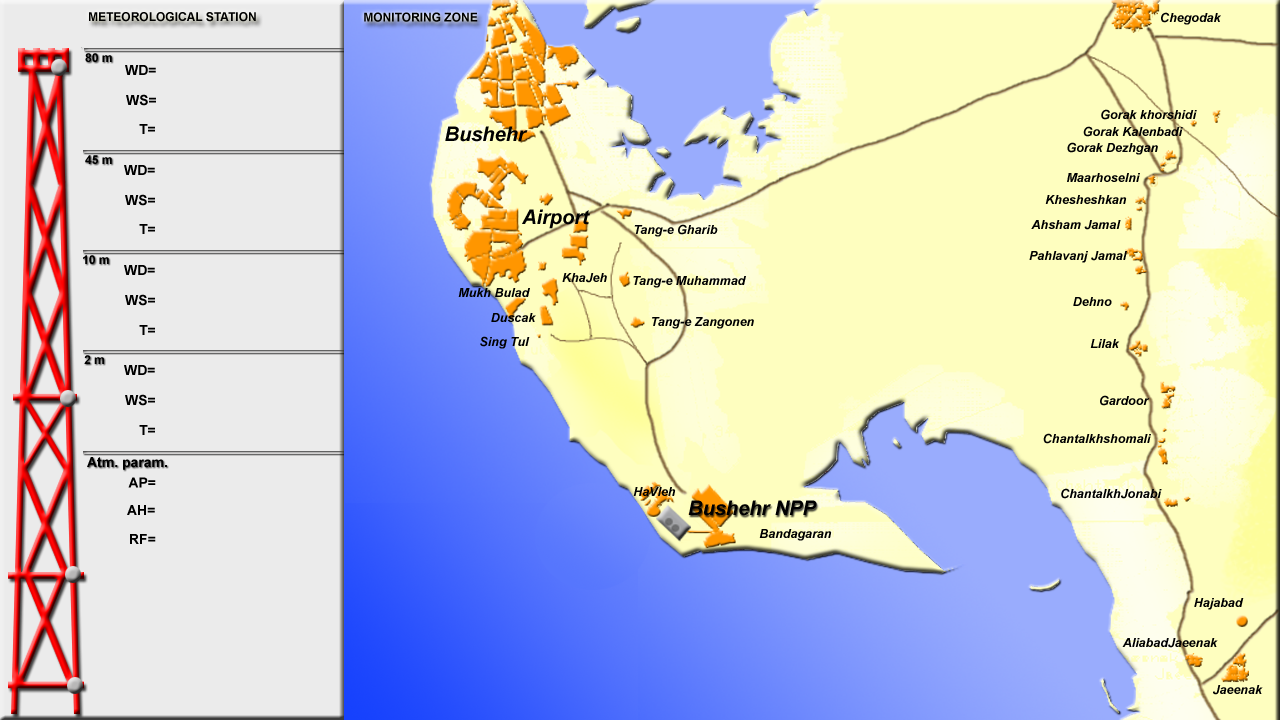 METEOROLOGICAL STATION
80 m
WD=
WS=
T=
45 m
WD=
WS=
T=
10 m
WD=
WS=
T=
2 m
WD=
WS=
T=
Atm. param.
AP=
AH=
RF=
MONITORING ZONE
Chegodak
Gorak khorshidi
Bushehr
Gorak Kalenbadi
Gorak Dezhgan
Maarhoselni
Khesheshkan
Airport
Tang-e Gharib
Ahsham Jamal
Pahlavanj Jamal
KhaJeh
Tang-e Muhammad
Mukh Bulad
Dehno
Duscak
Tang-e Zangonen
Sing Tul
Lilak
Gardoor
Chantalkhshomali
HaVleh
ChantalkhJonabi
Bushehr NPP
Bandagaran
Hajabad
AliabadJaeenak
Jaeenak